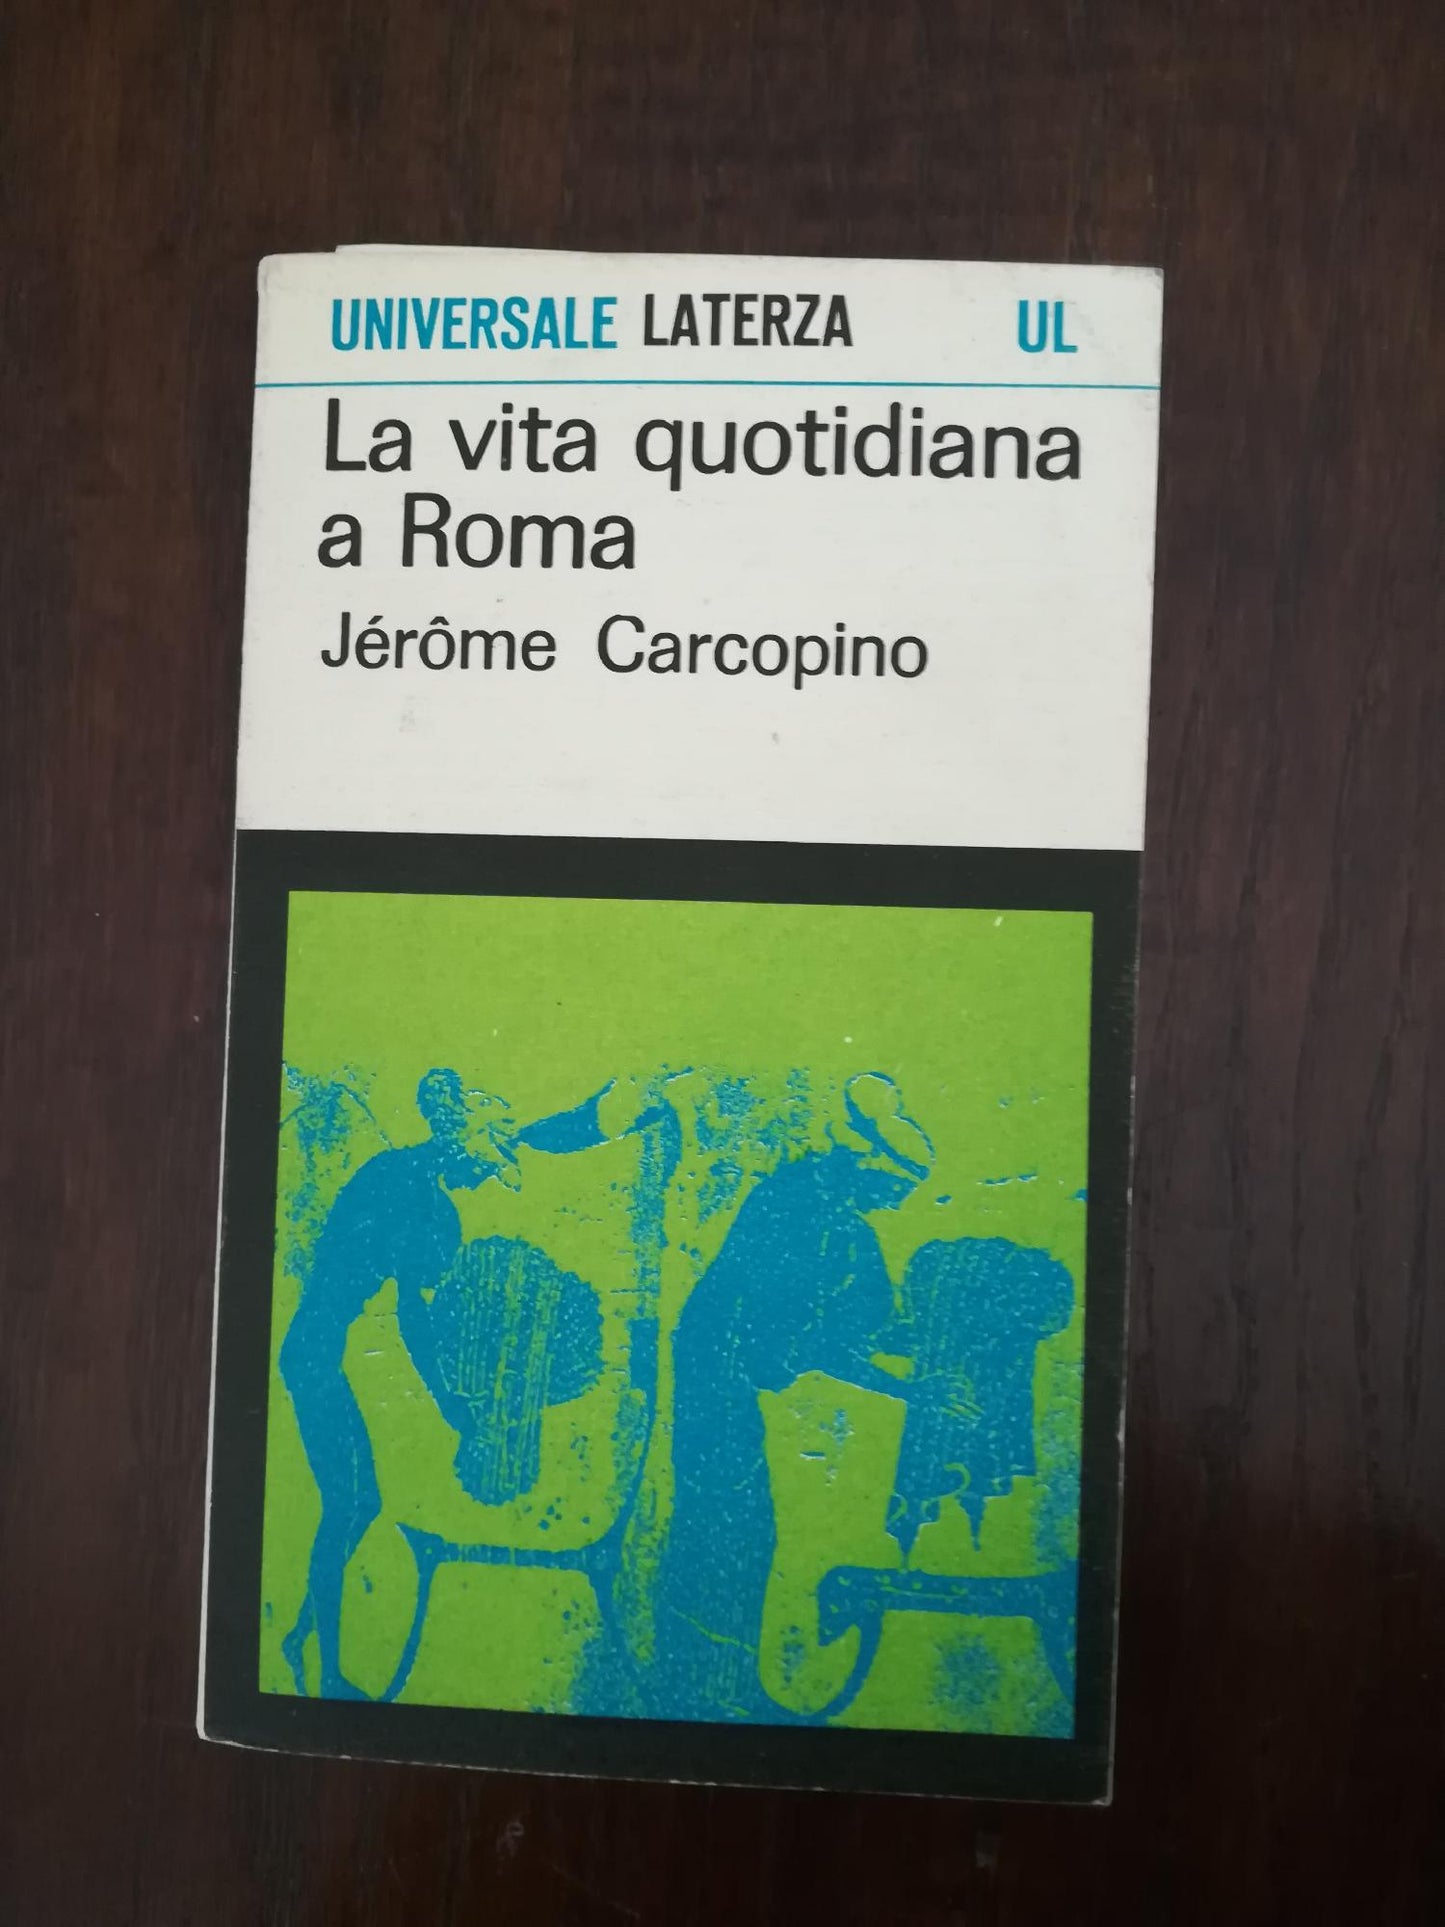 UNIVERSALE LATERZA UL
La vita quotidiana
a Roma
Jérôme Carcopino